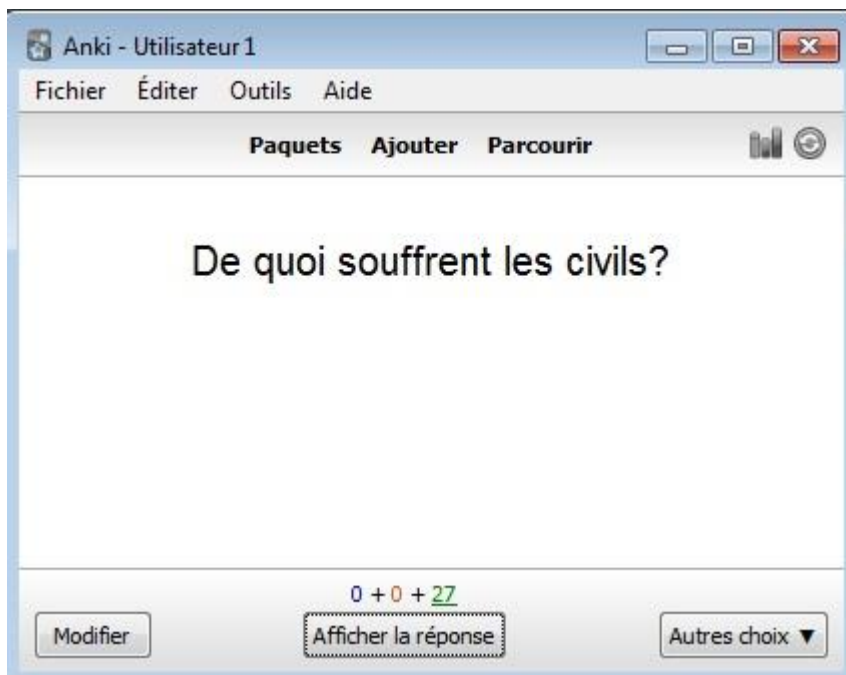 Anki - Utilisateur 1
Fichier Éditer Outils Aide
Paquets Ajouter Parcourir
De quoi souffrent les civils?
0 + 0 + 27
Modifier Afficher la réponse Autres choix ▼